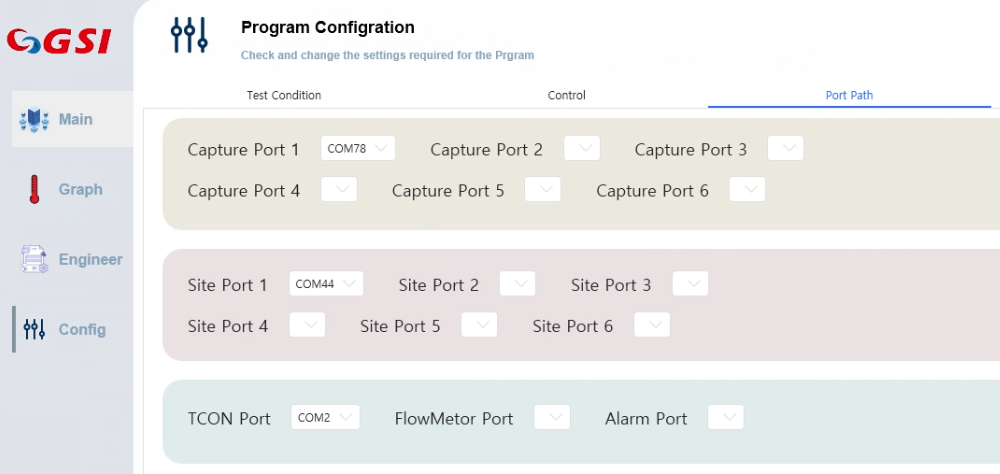 GSI
Program Configration
Check and change the settings required for the Prgram
Main
Graph
Engineer
Config
Test Condition Control Port Path
Capture Port 1 COM78 Capture Port 2 Capture Port 3
Capture Port 4 Capture Port 5 Capture Port 6
Site Port 1 COM44 Site Port 2 Site Port 3
Site Port 4 Site Port 5 Site Port 6
TCON Port COM2 FlowMetor Port Alarm Port